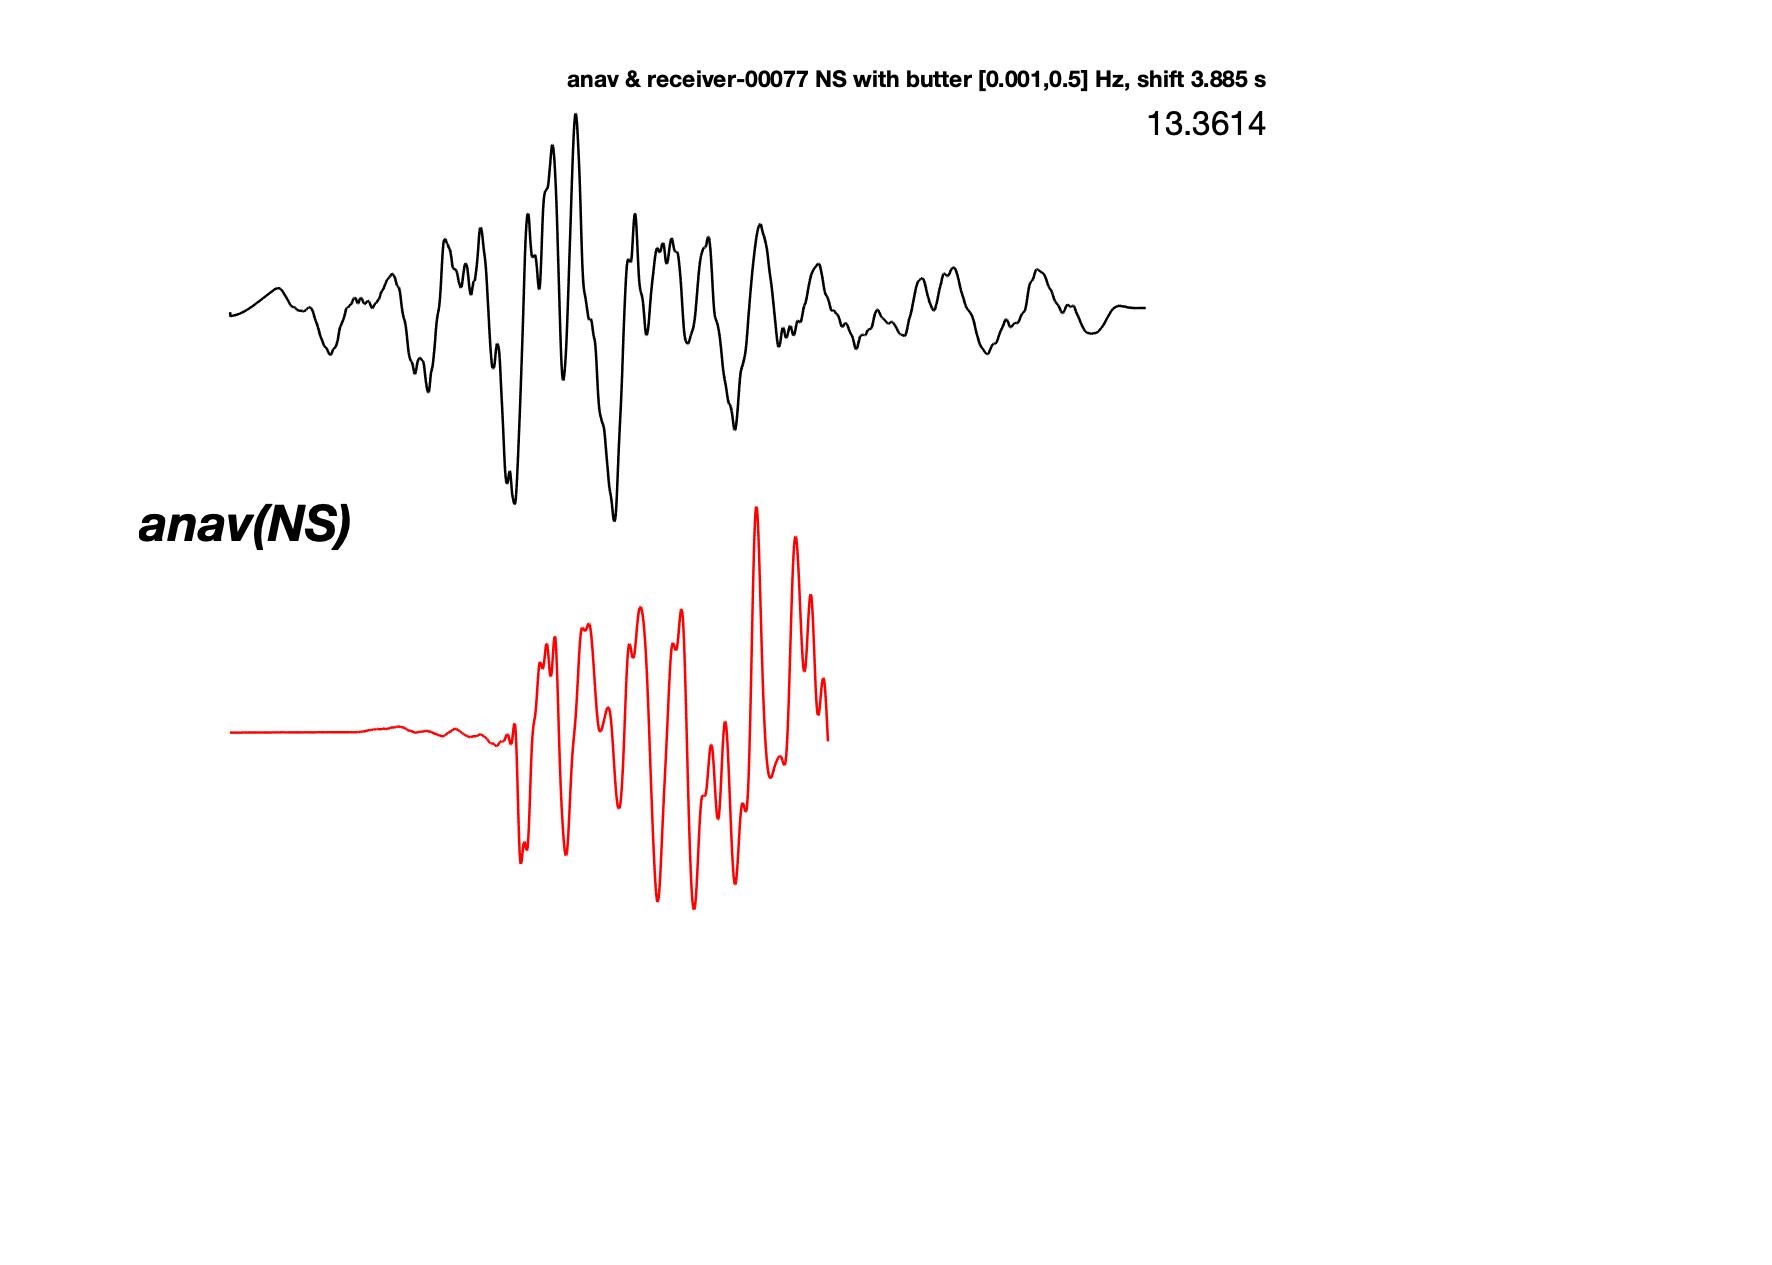 anav & receiver-00077 NS with butter [0.001,0.5] Hz, shift 3.885 s
13.3614
anav(NS)